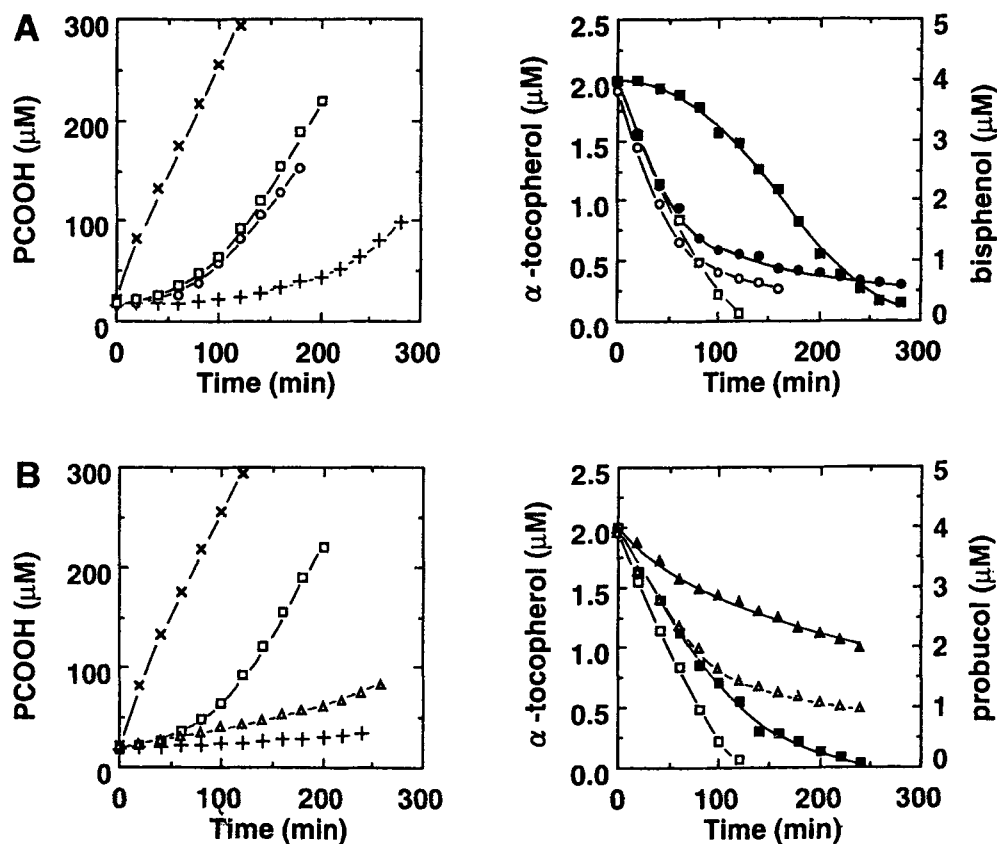 A
PCOOH (μM)
300
200
100
0
0 100 200 300
Time (min)
α -tocopherol (μM)
2.5
2.0
1.5
1.0
0.5
0.0
0 100 200 300
Time (min)
5
4
3
2
1
0
bisphenol (μM)
B
PCOOH (μM)
300
200
100
0
0 100 200 300
Time (min)
α -tocopherol (μM)
2.5
2.0
1.5
1.0
0.5
0.0
0 100 200 300
Time (min)
5
4
3
2
1
0
probucol (μM)